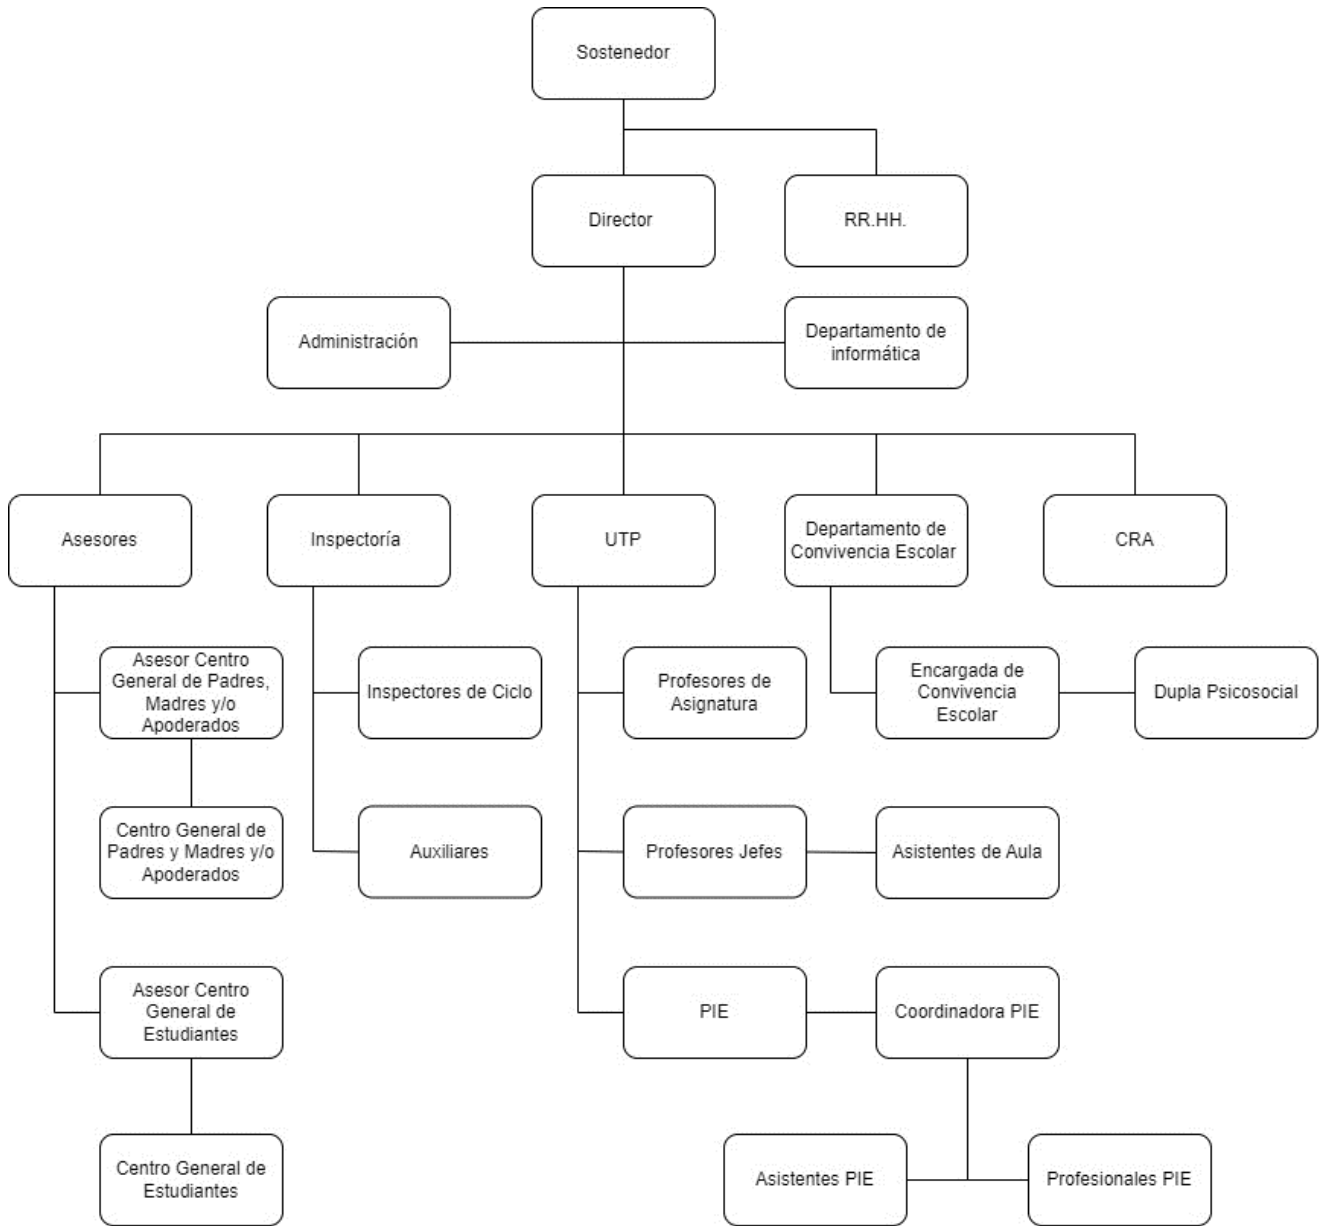 Sostenedor
Director
RR.HH.
Administración
Departamento de
informática
Asesores
Inspectoría
UTP
Departamento de
Convivencia Escolar
CRA
Asesor Centro
General de Padres,
Madres y/o
Apoderados
Inspectores de Ciclo
Profesores de
Asignatura
Encargada de
Convivencia
Escolar
Dupla Psicosocial
Centro General de
Padres y Madres y/o
Apoderados
Auxiliares
Profesores Jefes
Asistentes de Aula
Asesor Centro
General de
Estudiantes
PIE
Coordinadora PIE
Centro General de
Estudiantes
Asistentes PIE
Profesionales PIE